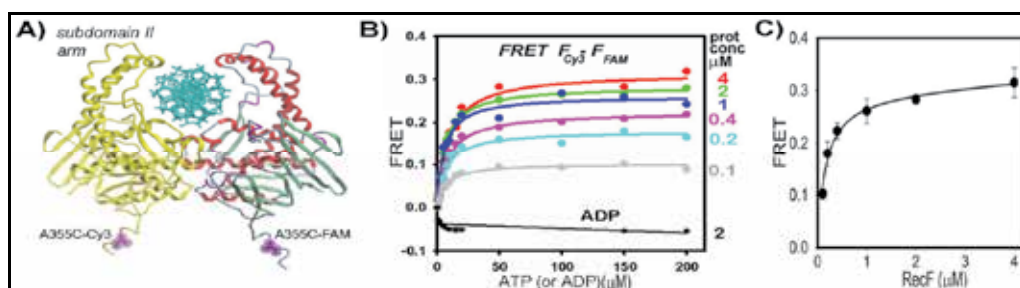 A)
subdomain II
arm
A355C-Cy3
A355C-FAM
B)
FRET F Cy3 F FAM
prot
conc
μM
4
2
1
0.4
0.2
0.1
2
ADP
FRET
0.4
0.3
0.2
0.1
0.0
-0.1
0
50
100
150
200
ATP (or ADP)(μM)
C)
FRET
0.4
0.3
0.2
0.1
0.0
0
1
2
3
4
RecF (μM)